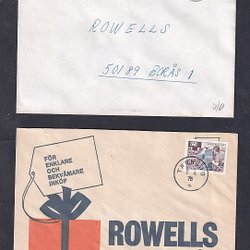 ROWELLS
50189 BORÅS 1
FÖR
ENKLARE
OCH
BEKVÄMARE
INKÖP
ROWELLS